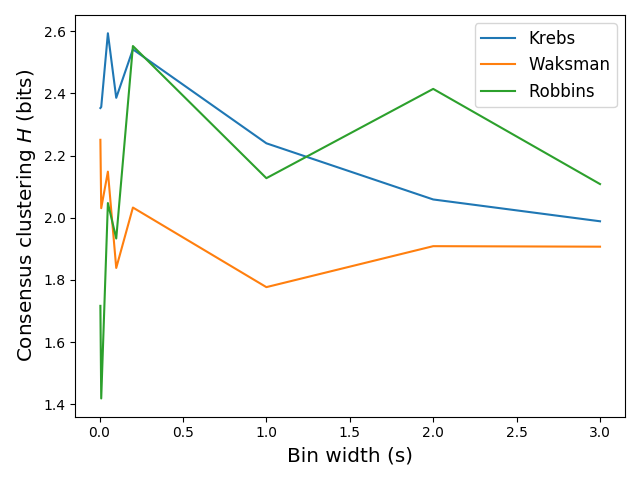 Krebs
Waksman
Robbins
Consensus clustering H (bits)
2.6
2.4
2.2
2.0
1.8
1.6
1.4
0.0 0.5 1.0 1.5 2.0 2.5 3.0
Bin width (s)